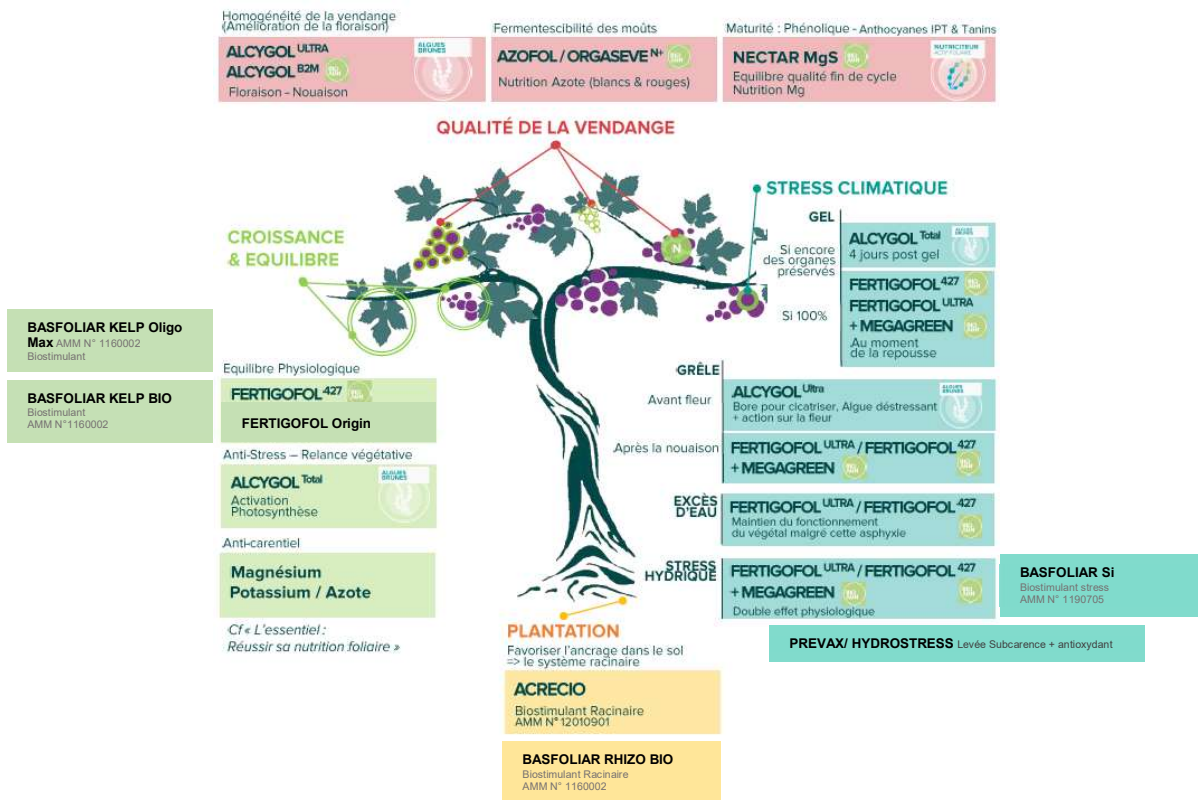 Homogénéité de la vendange
(Amélioration de la floraison)
ALCYGOL ULTRA
ALCYGOL B2M
Floraison – Nouaison
ALGUES
BRUNES
Fermentescibilité des moûts
AZOFOL / ORGASEVE N+
Nutrition Azote (blancs & rouges)
Maturité : Phénolique - Anthocyanes IPT & Tanins
NECTAR MgS
Equilibre qualité fin de cycle
Nutrition Mg
NUTRICITEUR
QUALITÉ DE LA VENDANGE
N
CROISSANCE
& EQUILIBRE
BASFOLIAR KELP Oligo
Max AMM N° 1160002
Biostimulant
BASFOLIAR KELP BIO
Biostimulant
AMM N°1160002
Equilibre Physiologique
FERTIGOFOL 427
FERTIGOFOL Origin
Anti-Stress – Relance végétative
ALCYGOL Total
Activation
Photosynthèse
ALGUES
BRUNES
Anti-carentiel
Magnésium
Potassium / Azote
Cf « L'essentiel :
Réussir sa nutrition foliaire »
STRESS CLIMATIQUE
GEL
Si encore
des organes
préservés
ALCYGOL Total
4 jours post gel
ALGUES
BRUNES
Si 100%
FERTIGOFOL 427
FERTIGOFOL ULTRA
+ MEGAGREEN
Au moment
de la repousse
GRÊLE
Avant fleur
ALCYGOL Ultra
Bore pour cicatriser, Algue déstressant
+ action sur la fleur
ALGUES
BRUNES
Après la nouaison
FERTIGOFOL ULTRA / FERTIGOFOL 427
+ MEGAGREEN
EXCÈS
D'EAU
FERTIGOFOL ULTRA / FERTIGOFOL 427
Maintien du fonctionnement
du végétal malgré cette asphyxie
STRESS
HYDRIQUE
FERTIGOFOL ULTRA / FERTIGOFOL 427
+ MEGAGREEN
Double effet physiologique
BASFOLIAR Si
Biostimulant stress
AMM N° 1190705
PREVAX/ HYDROSTRESS Levée Subcarence + antioxydant
PLANTATION
Favoriser l'ancrage dans le sol
=> le système racinaire
ACRECIO
Biostimulant Racinaire
AMM N° 12010901
BASFOLIAR RHIZO BIO
Biostimulant Racinaire
AMM N° 1160002